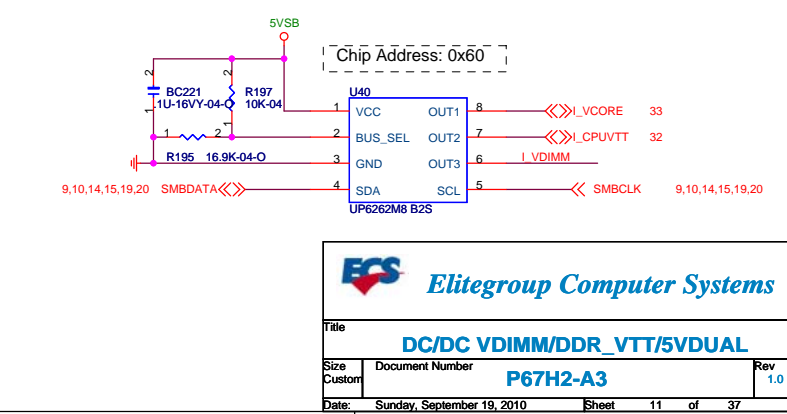 5VSB
Chip Address: 0x60
2
BC221
.1U-16VY-04-O
1
2
R197
10K-04
1
U40
1 VCC OUT1 8 I_VCORE 33
1 2 2 BUS_SEL OUT2 7 I_CPUVTT 32
R195 16.9K-04-O 3 GND OUT3 6 I_VDIMM
9,10,14,15,19,20 SMBDATA 4 SDA SCL 5 SMBCLK 9,10,14,15,19,20
UP6262M8 B2S
ECS Elitegroup Computer Systems
Title
DC/DC VDIMM/DDR_VTT/5VDUAL
Size Document Number Rev
Custom P67H2-A3 1.0
Date: Sunday, September 19, 2010 Sheet 11 of 37